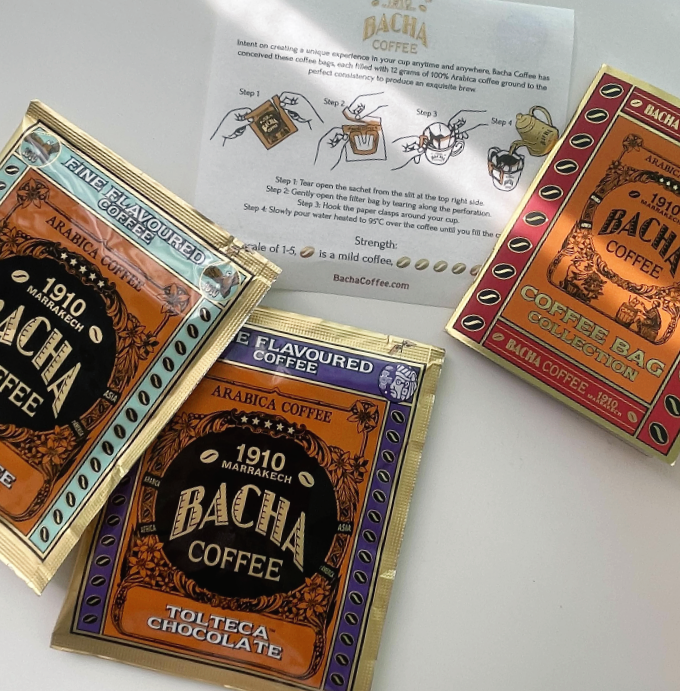 BACHA
COFFEE
Intent on creating a unique experience in your cup anytime and anywhere, Bacha Coffee has
conceived these coffee bags, each filled with 12 grams of 100% Arabica coffee ground to the
perfect consistency to produce an exquisite brew.
Step 1
Step 2
Step 3
Step 4
Step 1: Tear open the sachet from the slit at the top right side.
Step 2: Gently open the filter bag by tearing along the perforation.
Step 3: Hook the paper clasps around your cup.
Step 4: Slowly pour water heated to 95°C over the coffee until you fill the
Strength:
of 1-5, is a mild coffee,
BachaCoffee.com
FINE FLAVOURED
COFFEE
ARABICA COFFEE
1910
MARRAKECH
BACHA
COFFEE
ASIA
FLAVOURED
COFFEE
ARABICA COFFEE
1910
MARRAKECH
BACHA
COFFEE
AFRICA
ASIA
TOLTECA
CHOCOLATE
BACHA
1910
MARRAKECH
BACHA
COFFEE
COFFEE BAG
COLLECTION
BACHA COFFEE 1910
MARRAKECH